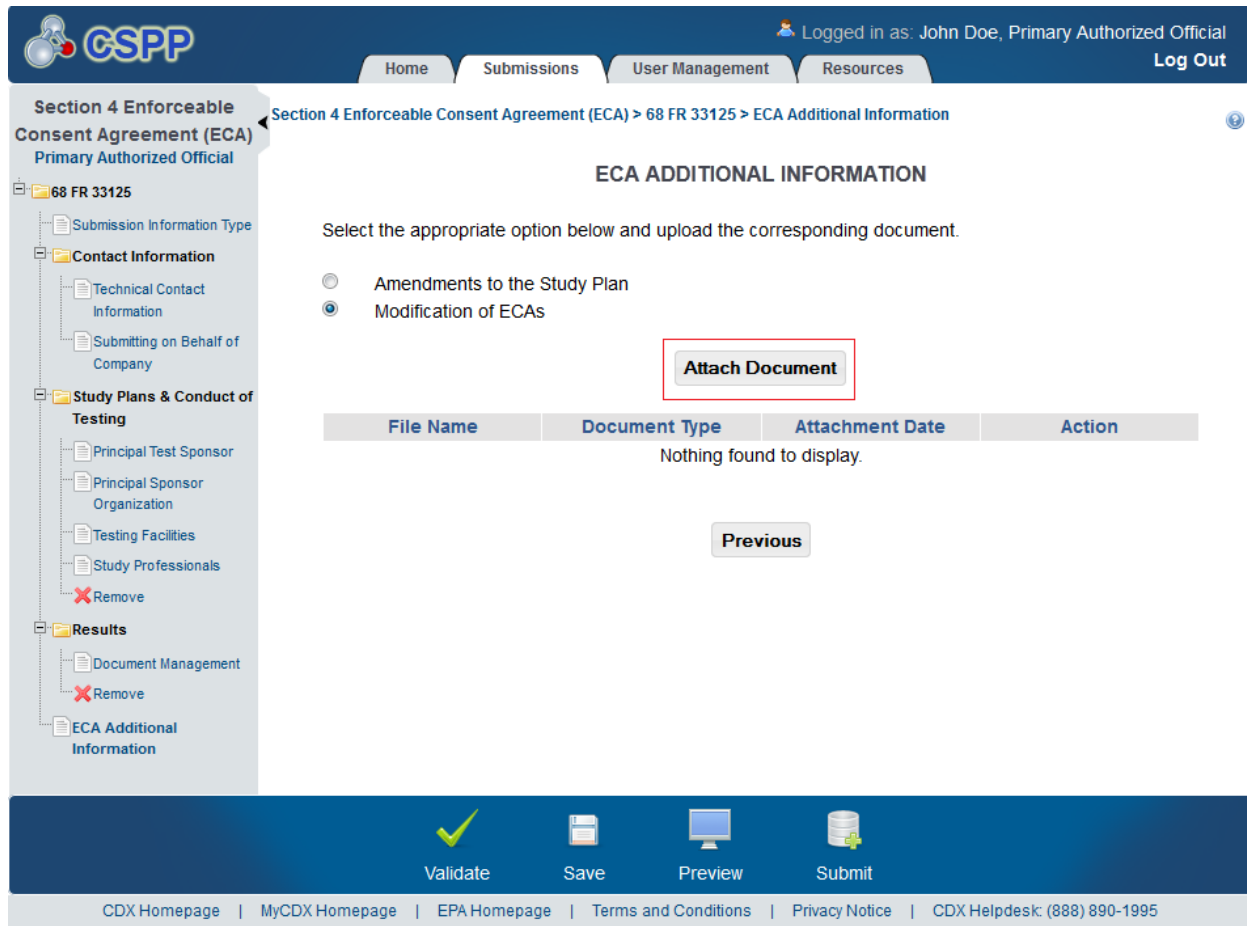 CSPP
Logged in as: John Doe, Primary Authorized Official
Log Out
Home
Submissions
User Management
Resources
Section 4 Enforceable
Consent Agreement (ECA)
Primary Authorized Official
68 FR 33125
Submission Information Type
Contact Information
Technical Contact
Information
Submitting on Behalf of
Company
Study Plans & Conduct of
Testing
Principal Test Sponsor
Principal Sponsor
Organization
Testing Facilities
Study Professionals
Remove
Results
Document Management
Remove
ECA Additional
Information
Section 4 Enforceable Consent Agreement (ECA) > 68 FR 33125 > ECA Additional Information
?
ECA ADDITIONAL INFORMATION
Select the appropriate option below and upload the corresponding document.
Amendments to the Study Plan
Modification of ECAs
Attach Document
File Name Document Type Attachment Date Action
Nothing found to display.
Previous
Validate Save Preview Submit
CDX Homepage | MyCDX Homepage | EPA Homepage | Terms and Conditions | Privacy Notice | CDX Helpdesk: (888) 890-1995